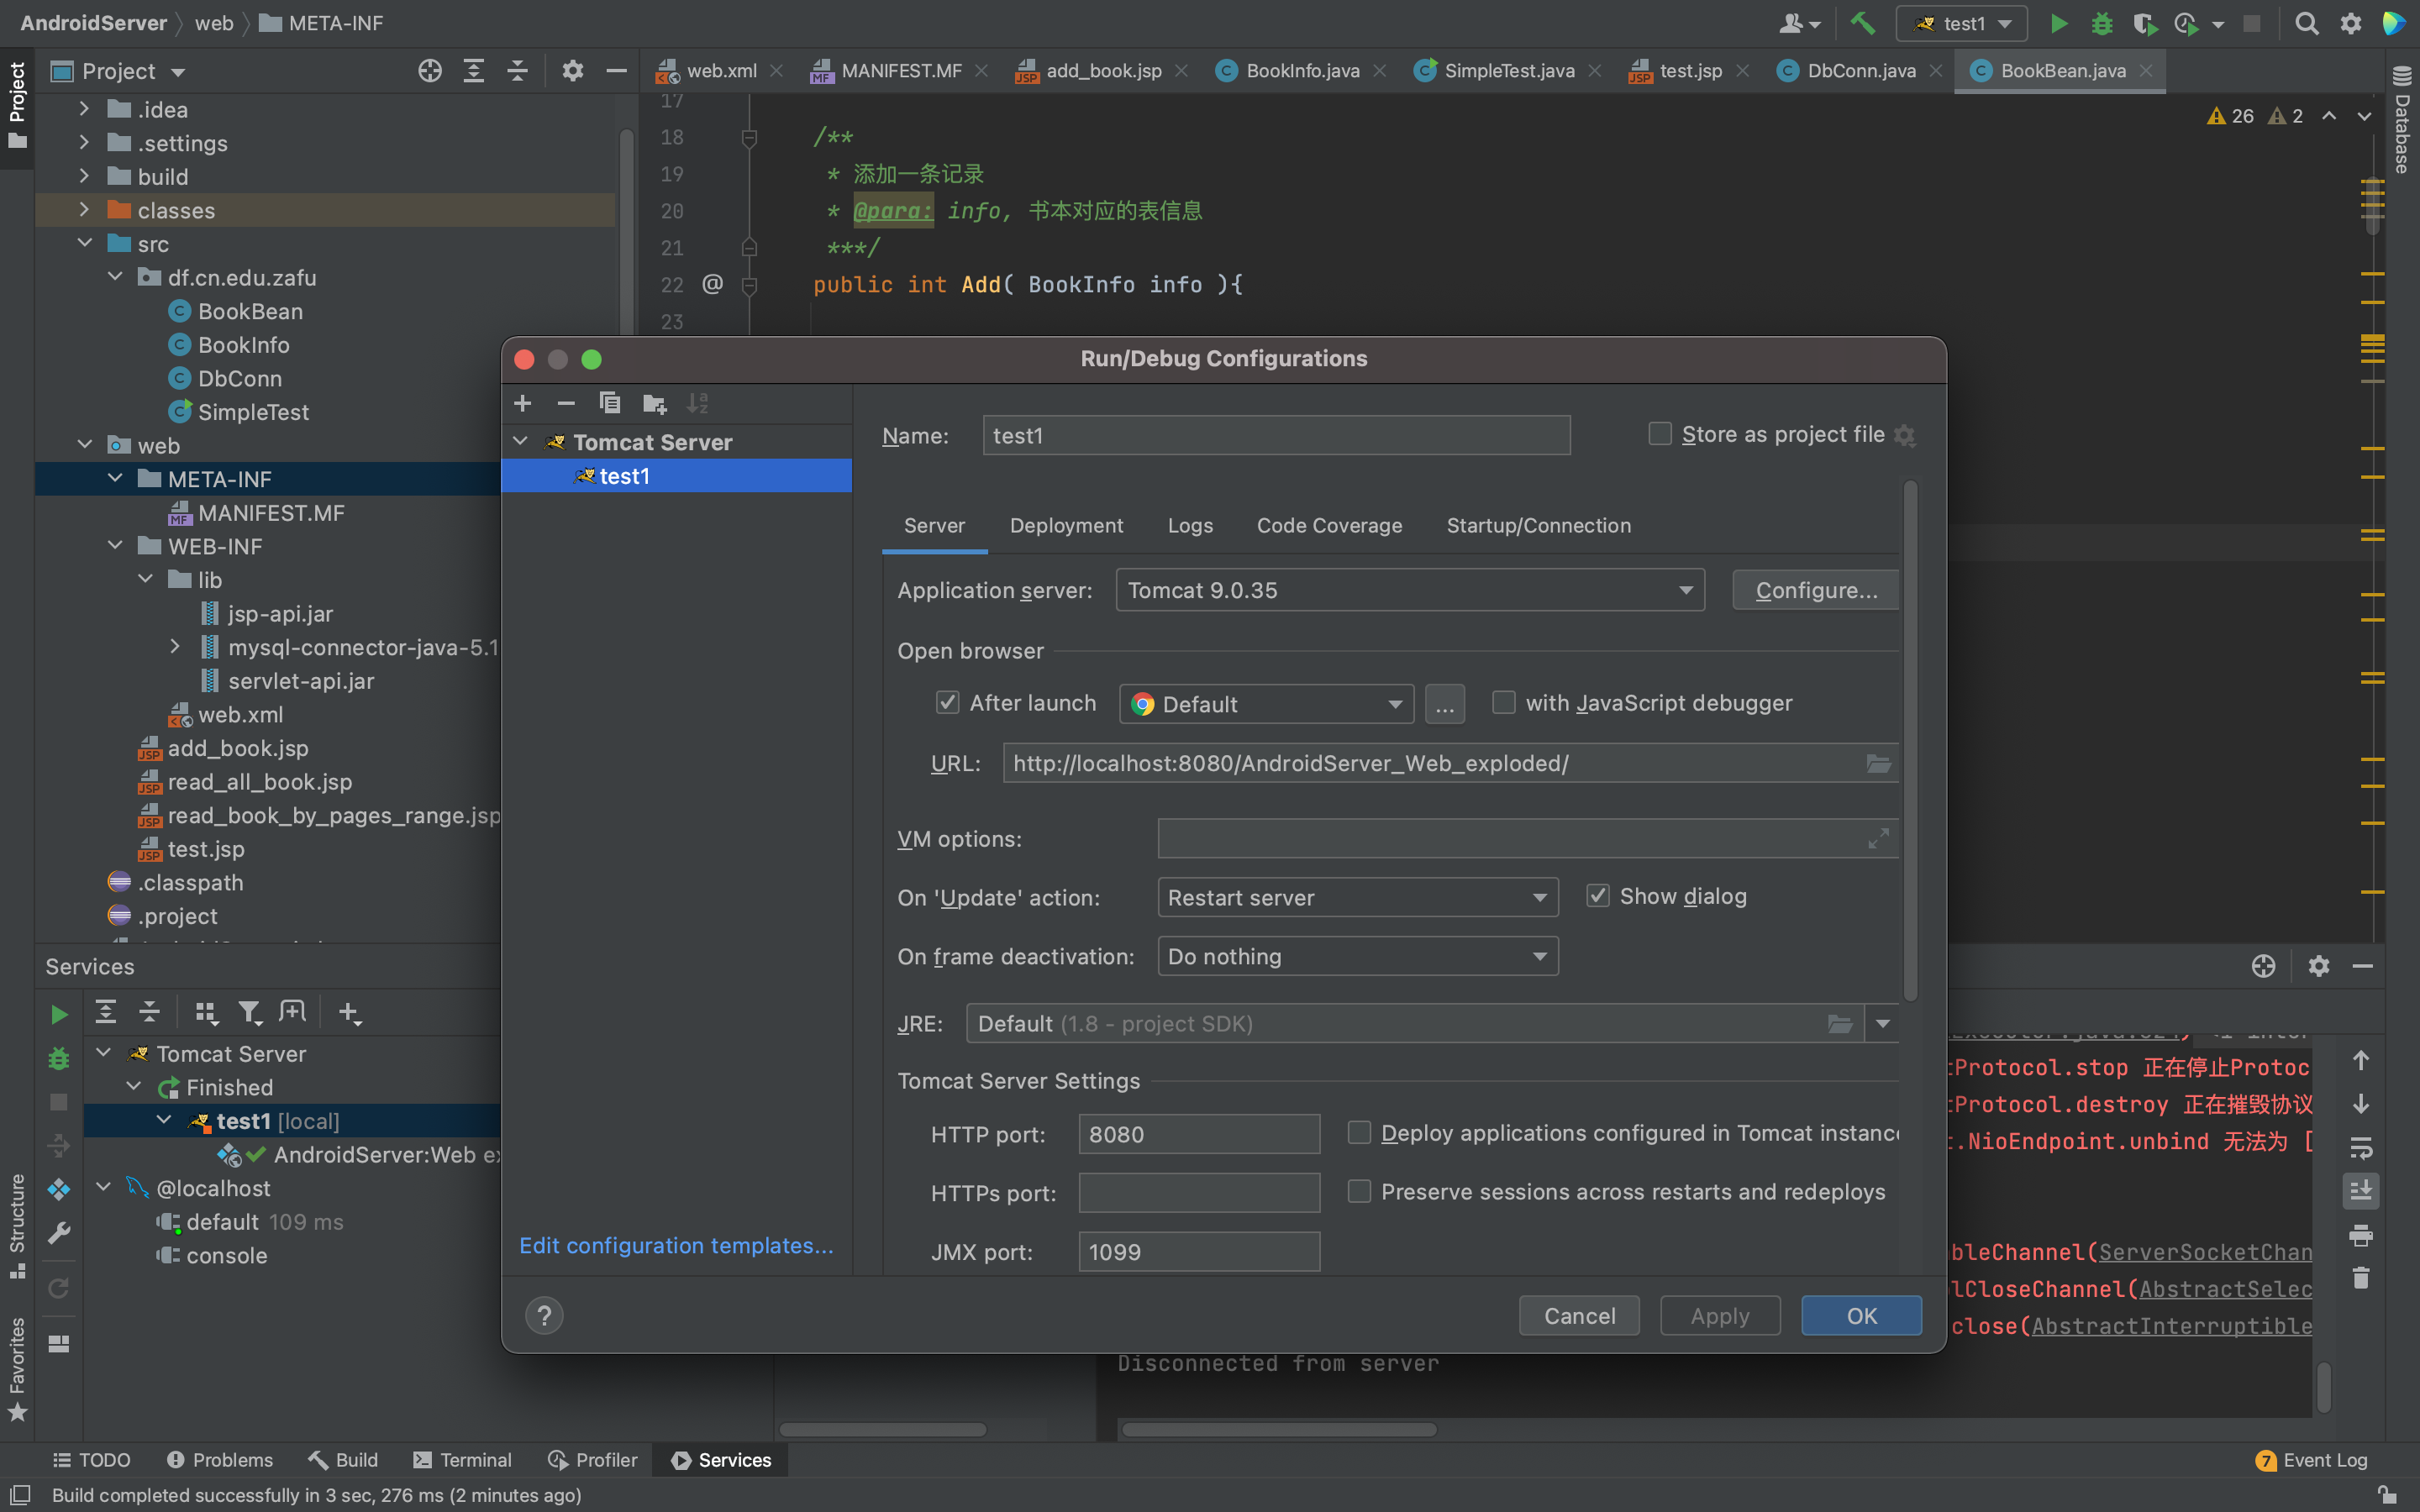 AndroidServer web META-INF
test1
Project
web.xml
MANIFEST.MF
add_book.jsp
BookInfo.java
SimpleTest.java
test.jsp
DbConn.java
BookBean.java
Project
Database
.idea
.settings
build
classes
src
df.cn.edu.zafu
BookBean
BookInfo
DbConn
SimpleTest
web
META-INF
MANIFEST.MF
WEB-INF
lib
jsp-api.jar
mysql-connector-java-5.1
servlet-api.jar
web.xml
add_book.jsp
read_all_book.jsp
read_book_by_pages_range.jsp
test.jsp
.classpath
.project
26 2
17
18 /**
19 * 添加一条记录
20 * @para: info, 书本对应的表信息
21 ***/
22 @ public int Add( BookInfo info ){
23
Run/Debug Configurations
Tomcat Server
test1
Edit configuration templates...
Name: test1
Store as project file
Server Deployment Logs Code Coverage Startup/Connection
Application server: Tomcat 9.0.35 Configure...
Open browser
After launch Default ... with JavaScript debugger
URL: http://localhost:8080/AndroidServer_Web_exploded/
VM options:
On 'Update' action: Restart server Show dialog
On frame deactivation: Do nothing
JRE: Default (1.8 - project SDK)
Tomcat Server Settings
HTTP port: 8080 Deploy applications configured in Tomcat instance
HTTPs port: Preserve sessions across restarts and redeploys
JMX port: 1099
? Cancel Apply OK
Services
Tomcat Server
Finished
test1 [local]
AndroidServer:Web ex
@localhost
default 109 ms
console
Protocol.stop 正在停止Protoc
Protocol.destroy 正在摧毁协议
.NioEndpoint.unbind 无法为 [
bleChannel(ServerSocketChan
lCloseChannel(AbstractSelec
close(AbstractInterruptible
Disconnected from server
Structure
Favorites
TODO Problems Build Terminal Profiler Services
7 Event Log
Build completed successfully in 3 sec, 276 ms (2 minutes ago)